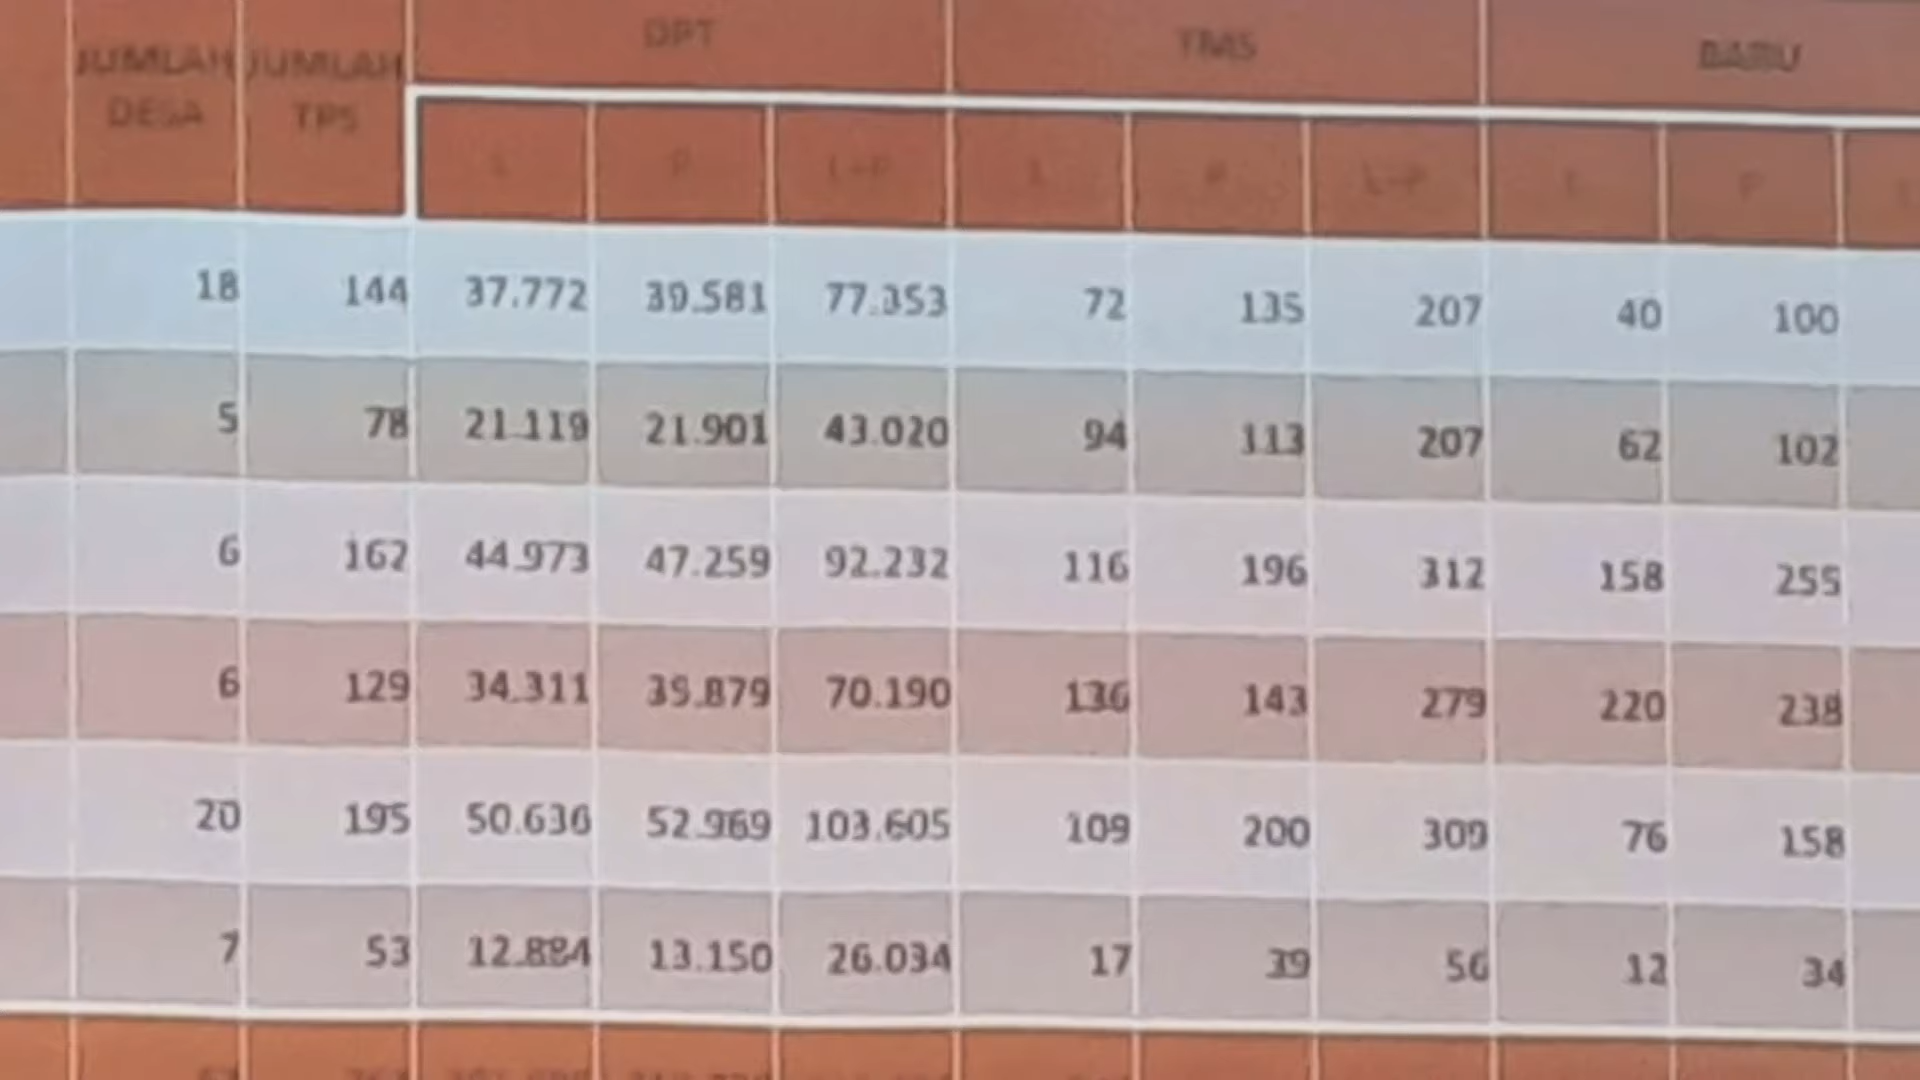 DPT TMS BARU
JUMLAH JUMLAH
DESA TPS
L P L+P L P L+P L P
18 144 37.772 39.581 77.353 72 135 207 40 100
5 78 21.119 21.901 43.020 94 113 207 62 102
6 162 44.973 47.259 92.232 116 196 312 158 255
6 129 34.311 35.879 70.190 136 143 279 220 238
20 195 50.636 52.969 103.605 109 200 309 76 158
7 53 12.884 13.150 26.034 17 39 56 12 34